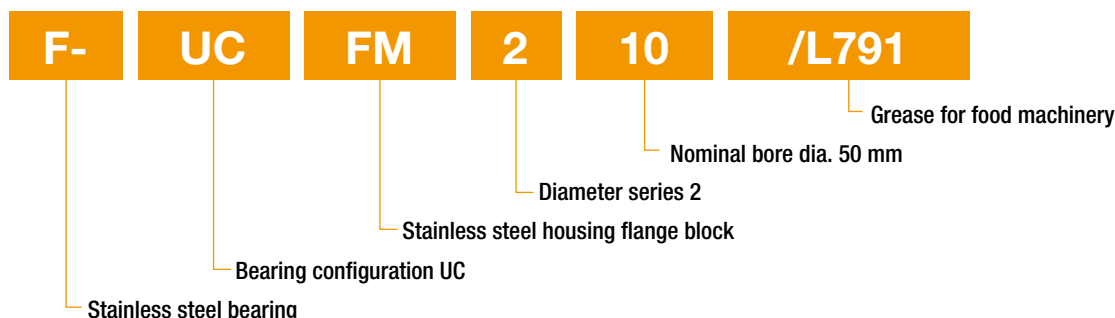 F- UC FM 2 10 /L791
Grease for food machinery
Nominal bore dia. 50 mm
Diameter series 2
Stainless steel housing flange block
Bearing configuration UC
Stainless steel bearing